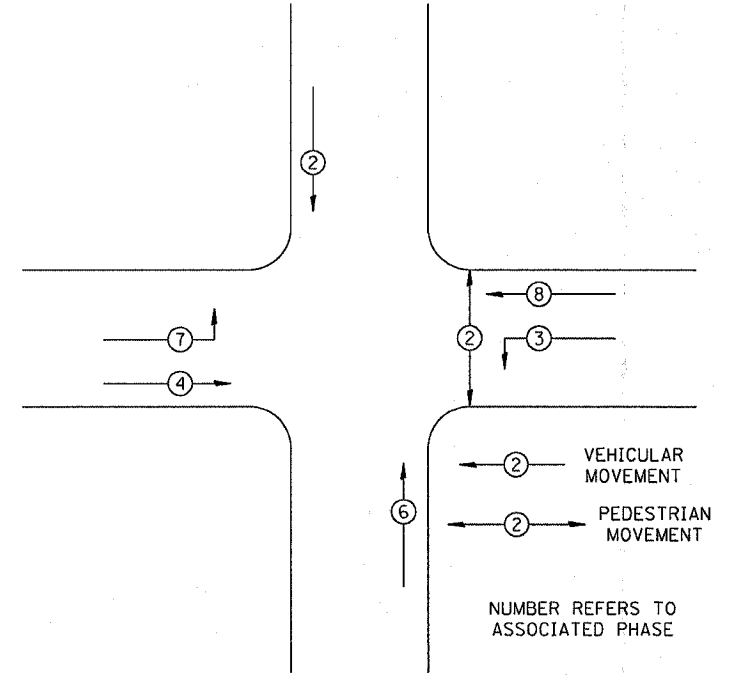 2
8
2
3
7
4
2 VEHICULAR
MOVEMENT
6
2 PEDESTRIAN
MOVEMENT
NUMBER REFERS TO
ASSOCIATED PHASE